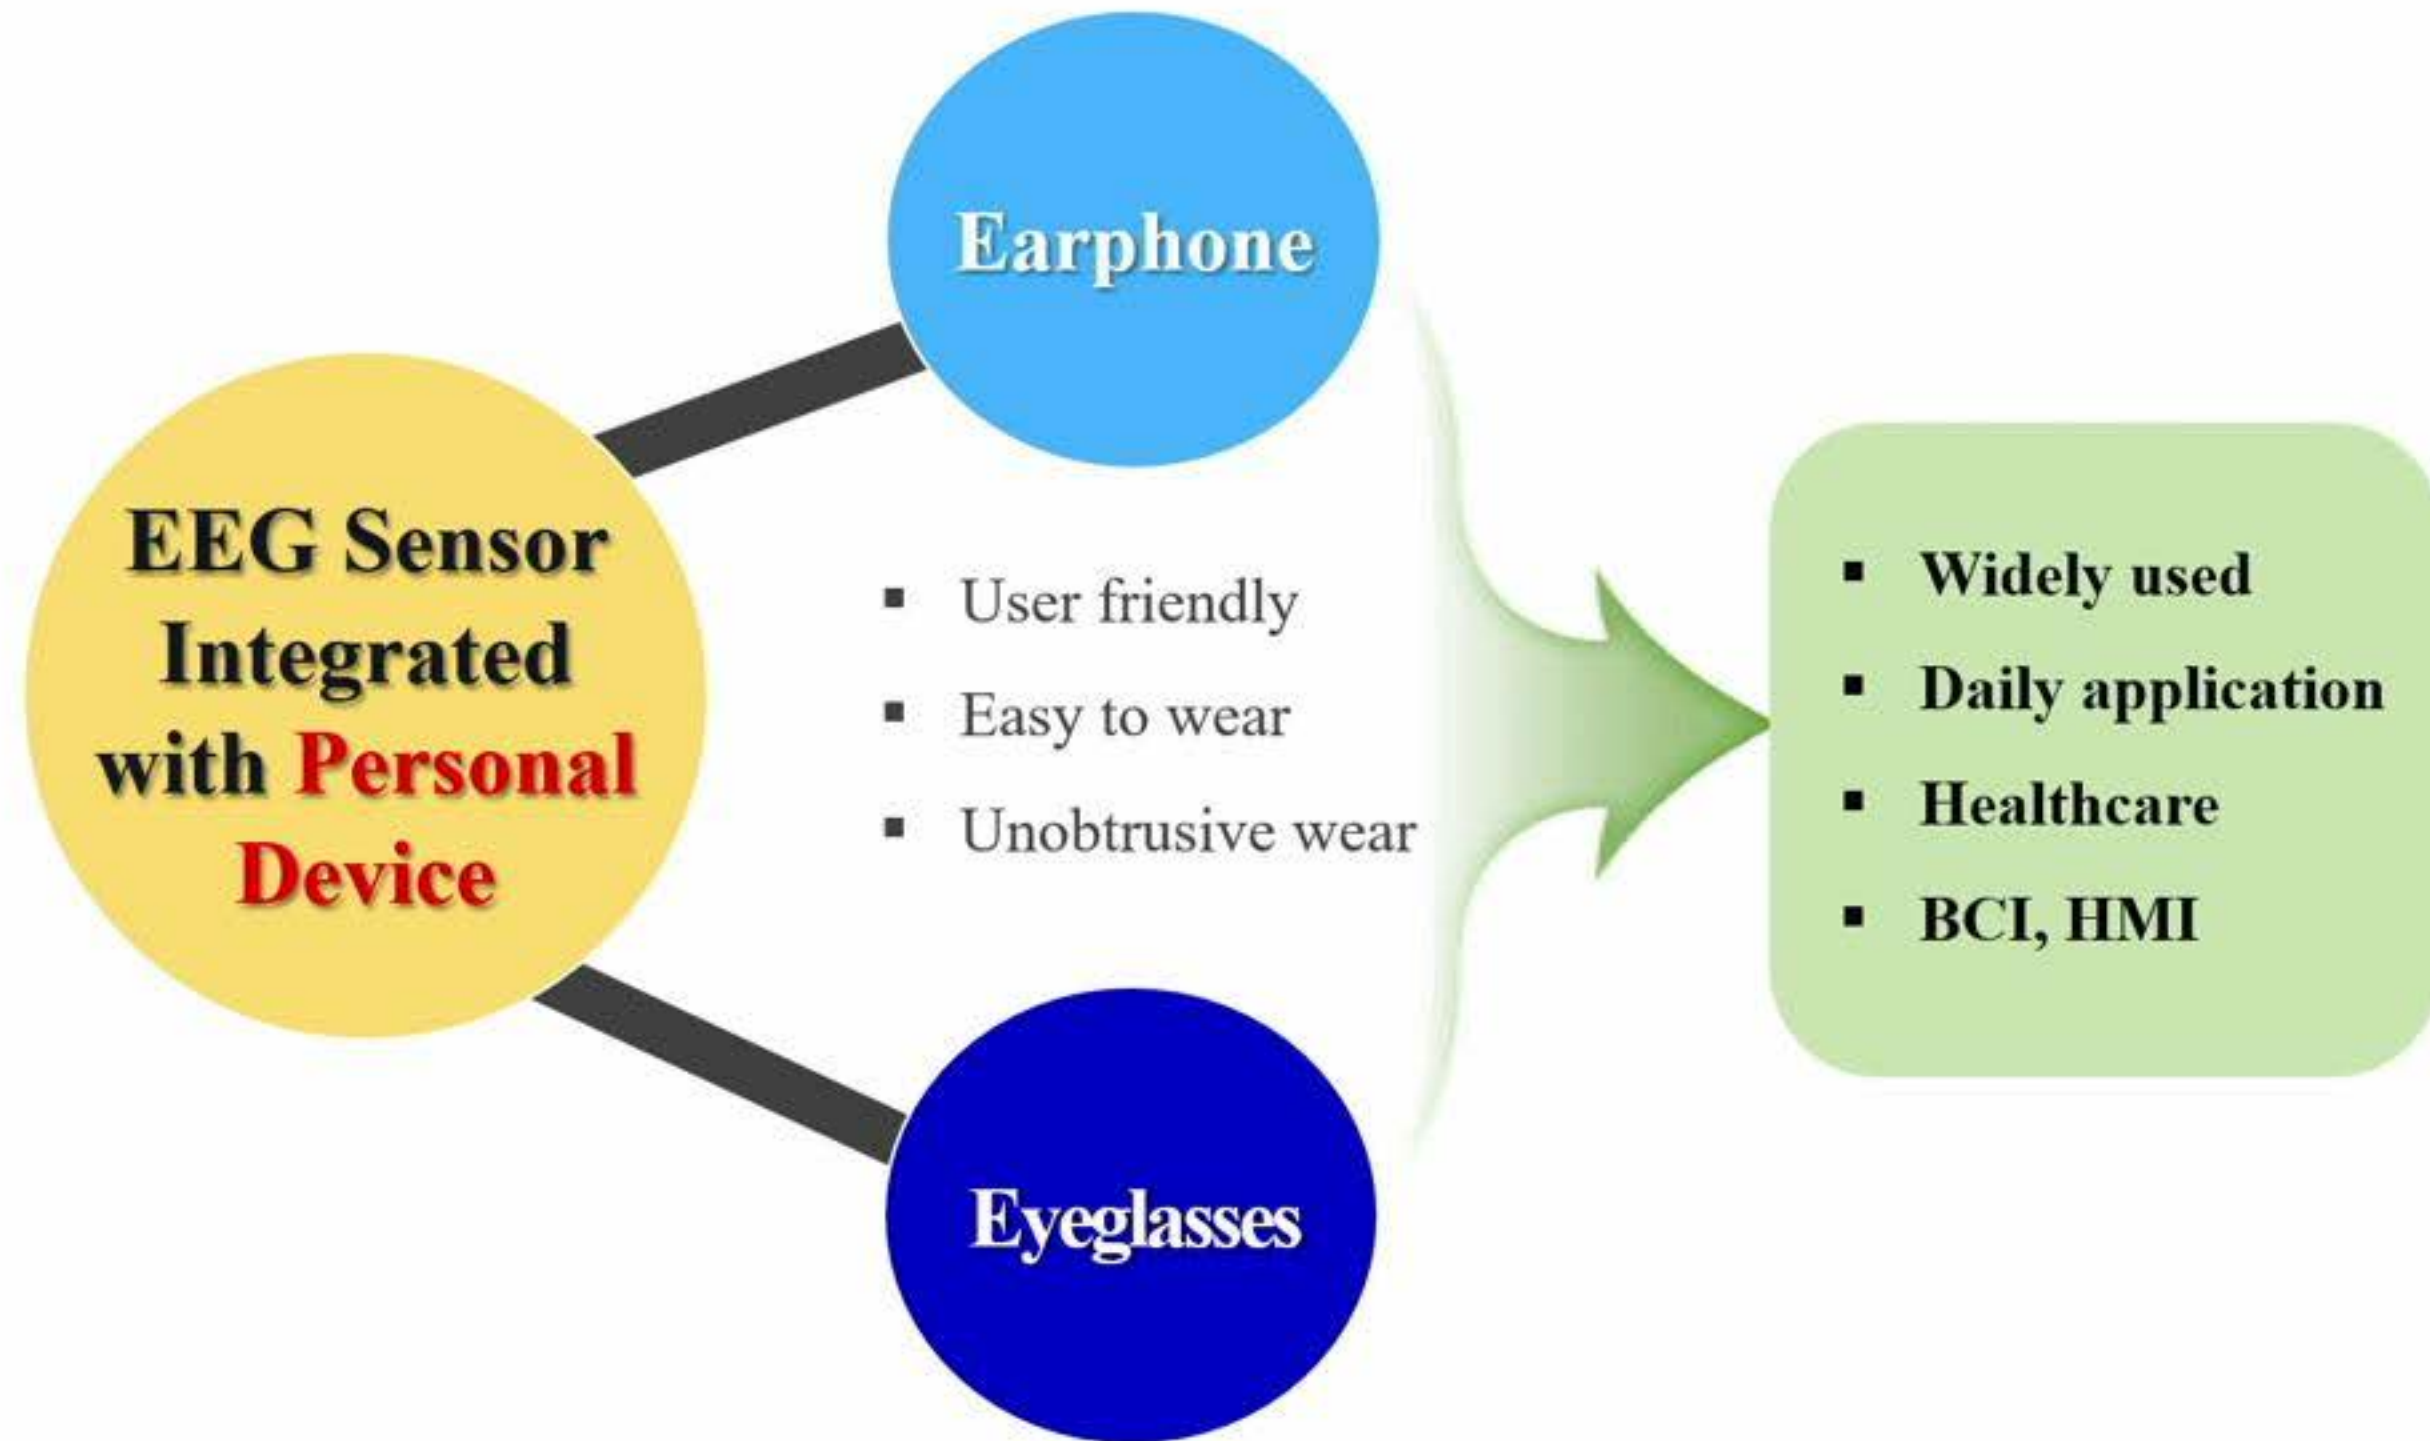 Earphone
EEG Sensor
Integrated
with Personal
Device
▪ User friendly
▪ Easy to wear
▪ Unobtrusive wear
Eyeglasses
▪ Widely used
▪ Daily application
▪ Healthcare
▪ BCI, HMI